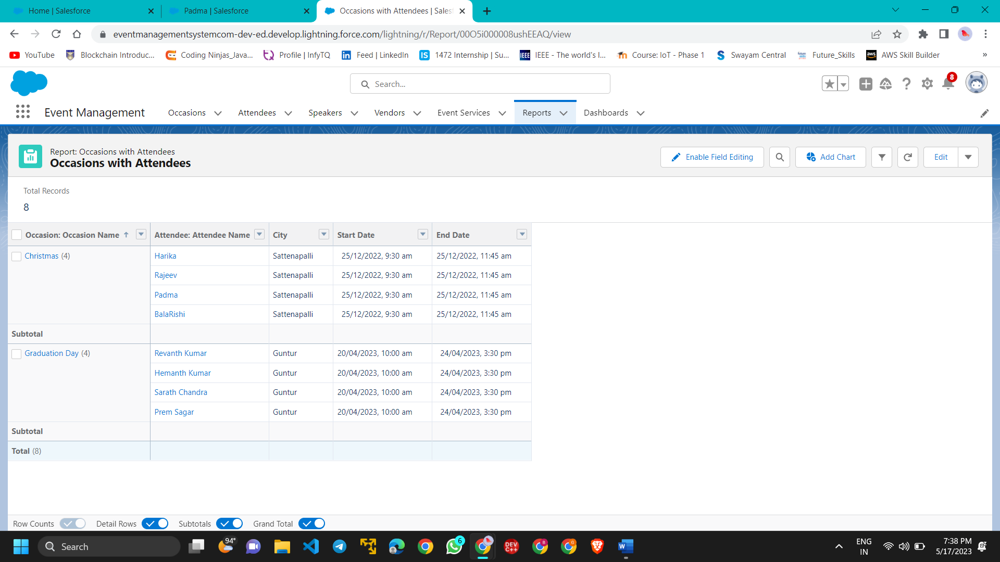 Home | Salesforce
Padma | Salesforce
Occasions with Attendees | Salesf
eventmanagementsystemcom-dev-ed.develop.lightning.force.com/lightning/r/Report/00O5i000008ushEEAQ/view
YouTube
Blockchain Introduc...
Coding Ninjas_Java...
Profile | InfyTQ
Feed | LinkedIn
IS
1472 Internship | Su...
IEEE
IEEE - The world's I...
Course: IoT - Phase 1
Swayam Central
Future_Skills
aws
AWS Skill Builder
»
Search...
8
Event Management
Occasions
Attendees
Speakers
Vendors
Event Services
Reports
Dashboards
Report: Occasions with Attendees
Occasions with Attendees
Enable Field Editing
Add Chart
Edit
Total Records
8
Occasion: Occasion Name Attendee: Attendee Name City Start Date End Date
Christmas (4) Harika Sattenapalli 25/12/2022, 9:30 am 25/12/2022, 11:45 am
Rajeev Sattenapalli 25/12/2022, 9:30 am 25/12/2022, 11:45 am
Padma Sattenapalli 25/12/2022, 9:30 am 25/12/2022, 11:45 am
BalaRishi Sattenapalli 25/12/2022, 9:30 am 25/12/2022, 11:45 am
Subtotal
Graduation Day (4) Revanth Kumar Guntur 20/04/2023, 10:00 am 24/04/2023, 3:30 pm
Hemanth Kumar Guntur 20/04/2023, 10:00 am 24/04/2023, 3:30 pm
Sarath Chandra Guntur 20/04/2023, 10:00 am 24/04/2023, 3:30 pm
Prem Sagar Guntur 20/04/2023, 10:00 am 24/04/2023, 3:30 pm
Subtotal
Total (8)
Row Counts Detail Rows Subtotals Grand Total
Search
94°
6
DEV C++
B
G
W
ENG
IN
7:38 PM
5/17/2023